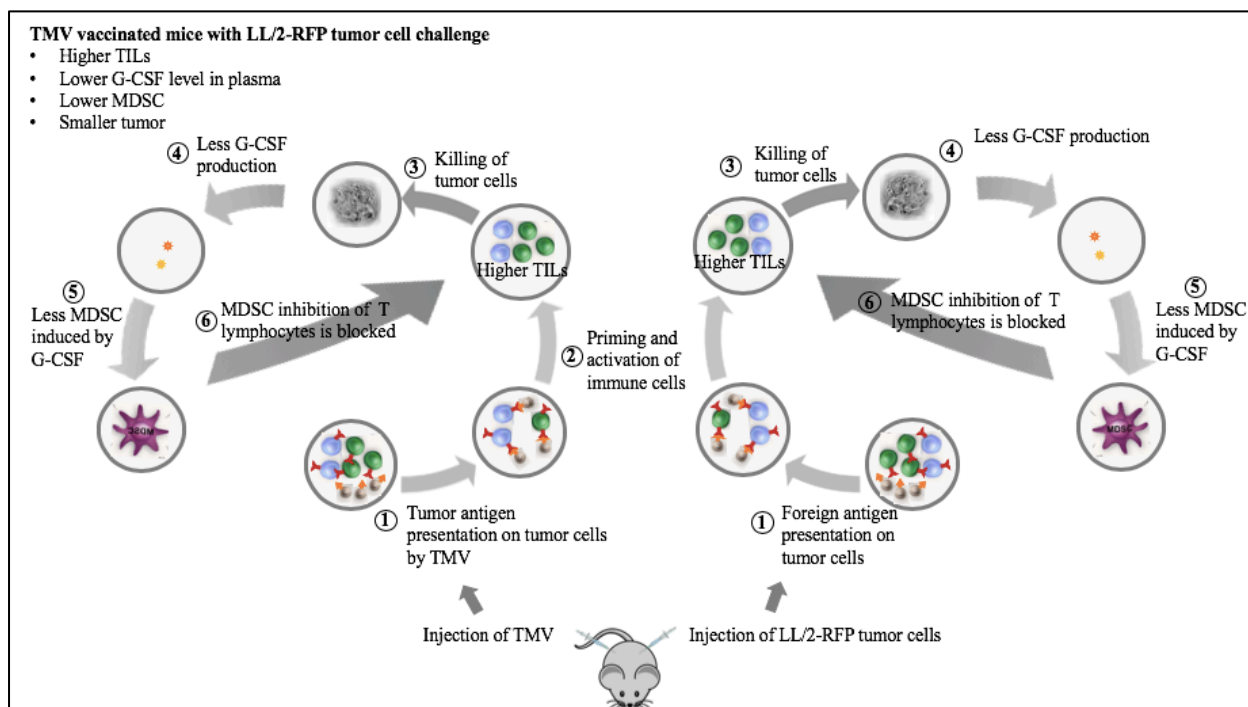 TMV vaccinated mice with LL/2-RFP tumor cell challenge
• Higher TILs
• Lower G-CSF level in plasma
• Lower MDSC
• Smaller tumor
④ Less G-CSF
production
③ Killing of
tumor cells
Higher TILs
⑤
Less MDSC
induced by
G-CSF
⑥ MDSC inhibition of T
lymphocytes is blocked
MDSC
② Priming and
activation of
immune cells
① Tumor antigen
presentation on tumor cells
by TMV
Injection of TMV
③ Killing of
tumor cells
④ Less G-CSF production
Higher TILs
⑥ MDSC inhibition of T
lymphocytes is blocked
⑤
Less MDSC
induced by
G-CSF
MDSC
① Foreign antigen
presentation on
tumor cells
Injection of LL/2-RFP tumor cells